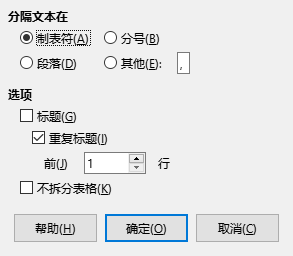 分隔文本在
制表符(A) 分号(B)
段落(D) 其他(E): ,
选项
标题(G)
重复标题(I)
前(J) 1 行
不拆分表格(K)
帮助(H) 确定(O) 取消(C)